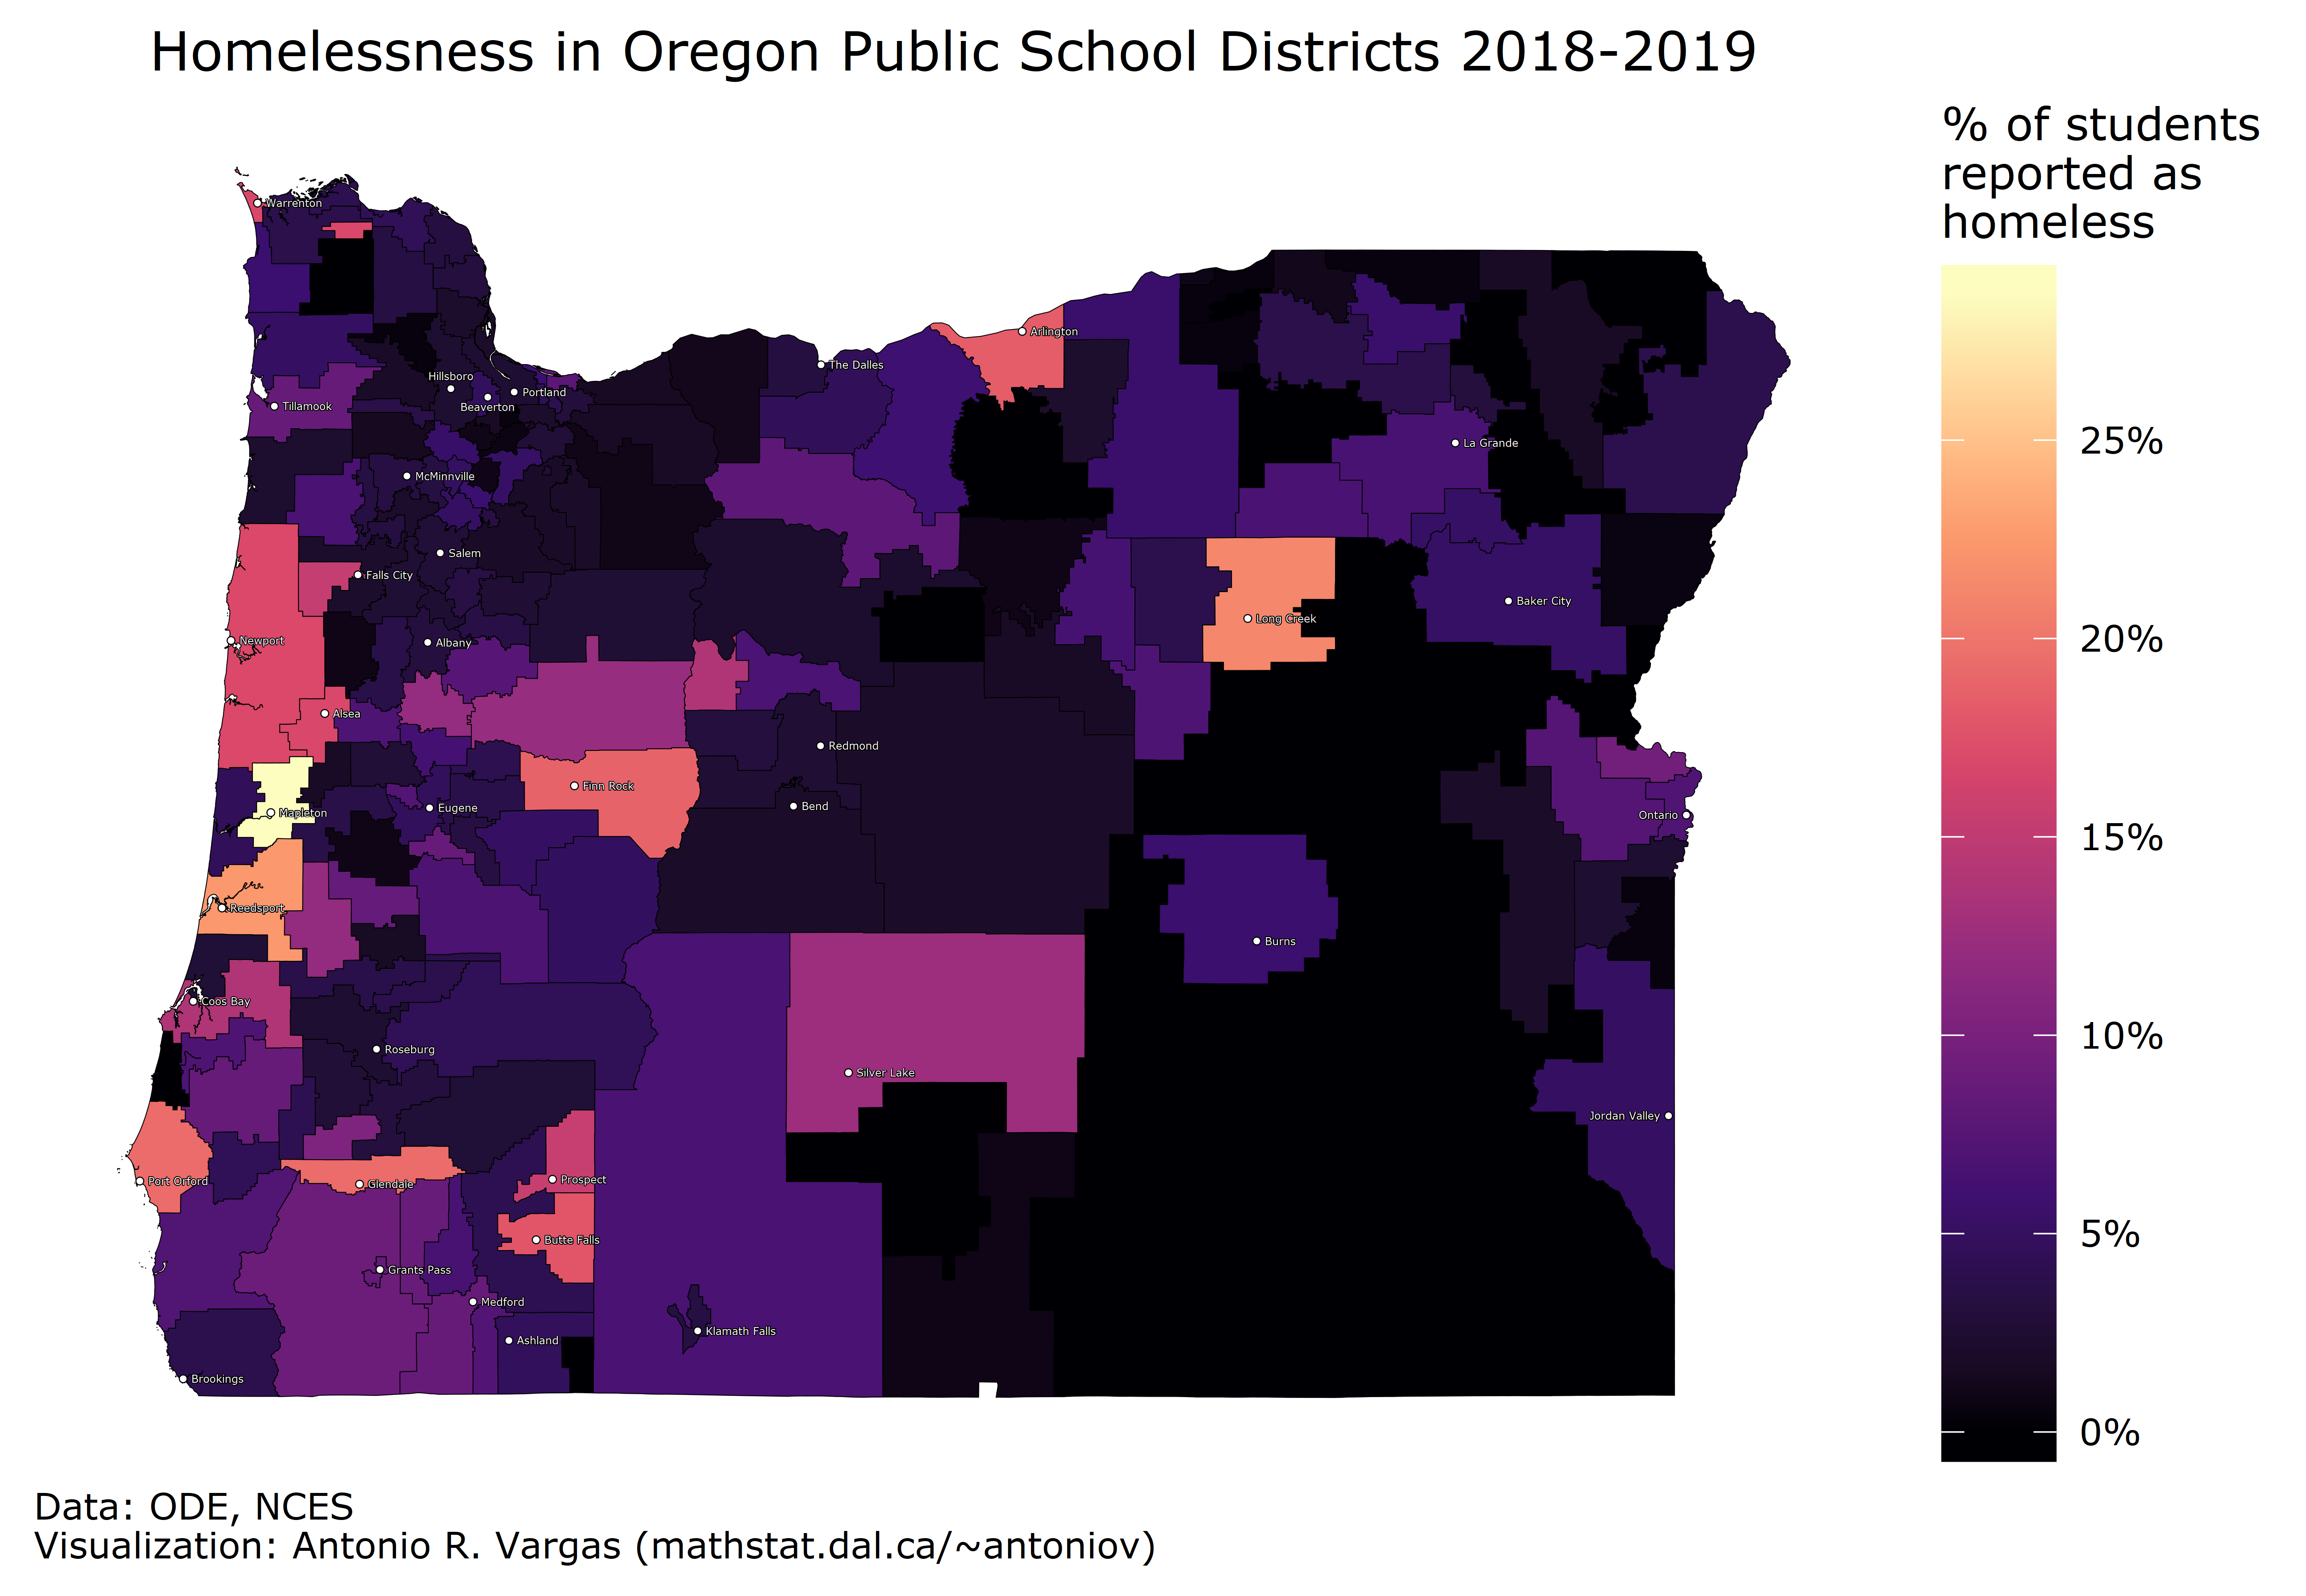 Homelessness in Oregon Public School Districts 2018-2019
% of students
reported as
homeless
25%
20%
15%
10%
5%
0%
Warrenton
Arlington
The Dalles
Hillsboro
Portland
Beaverton
Tillamook
La Grande
McMinnville
Salem
Falls City
Baker City
Long Creek
Newport
Albany
Alsea
Redmond
Finn Rock
Bend
Eugene
Mapleton
Ontario
Reedsport
Burns
Coos Bay
Roseburg
Silver Lake
Jordan Valley
Port Orford
Glendale
Prospect
Butte Falls
Grants Pass
Medford
Klamath Falls
Ashland
Brookings
Data: ODE, NCES
Visualization: Antonio R. Vargas (mathstat.dal.ca/~antoniov)